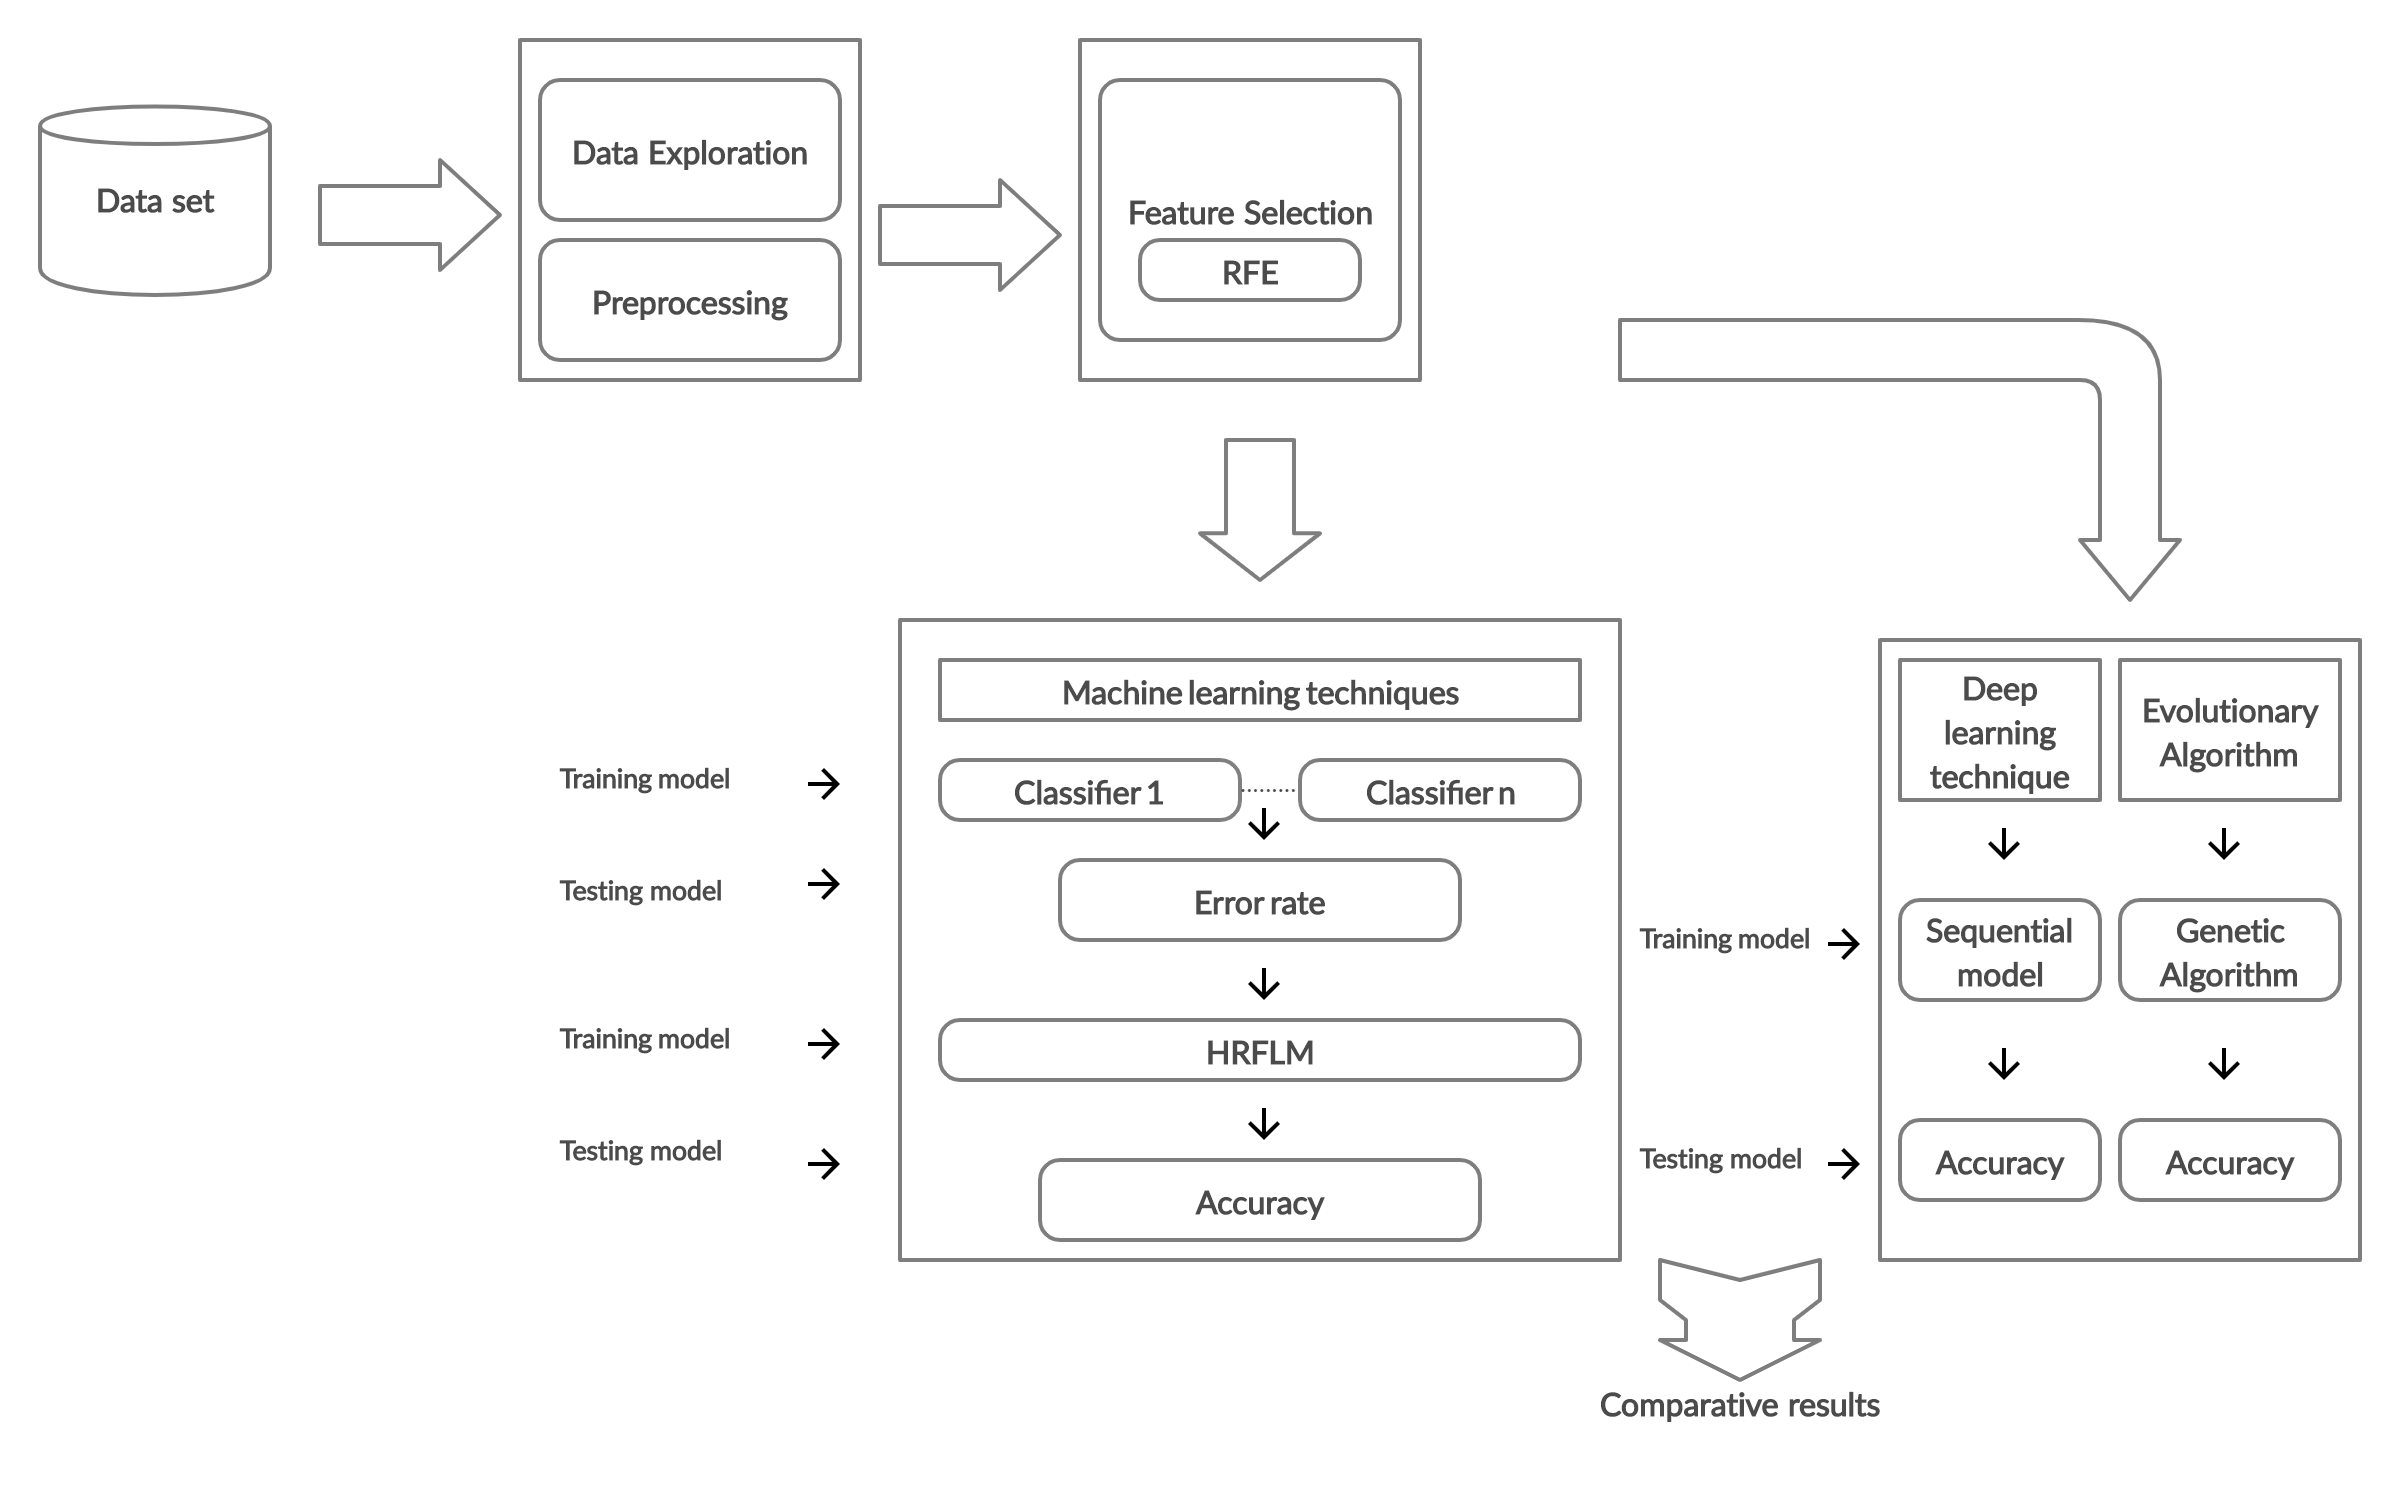 Data set
Data Exploration
Preprocessing
Feature Selection
RFE
Machine learning techniques
Training model
Classifier 1
Classifier n
Testing model
Error rate
Training model
HRFLM
Testing model
Accuracy
Deep
learning
technique
Evolutionary
Algorithm
Training model
Sequential
model
Genetic
Algorithm
Testing model
Accuracy
Accuracy
Comparative results